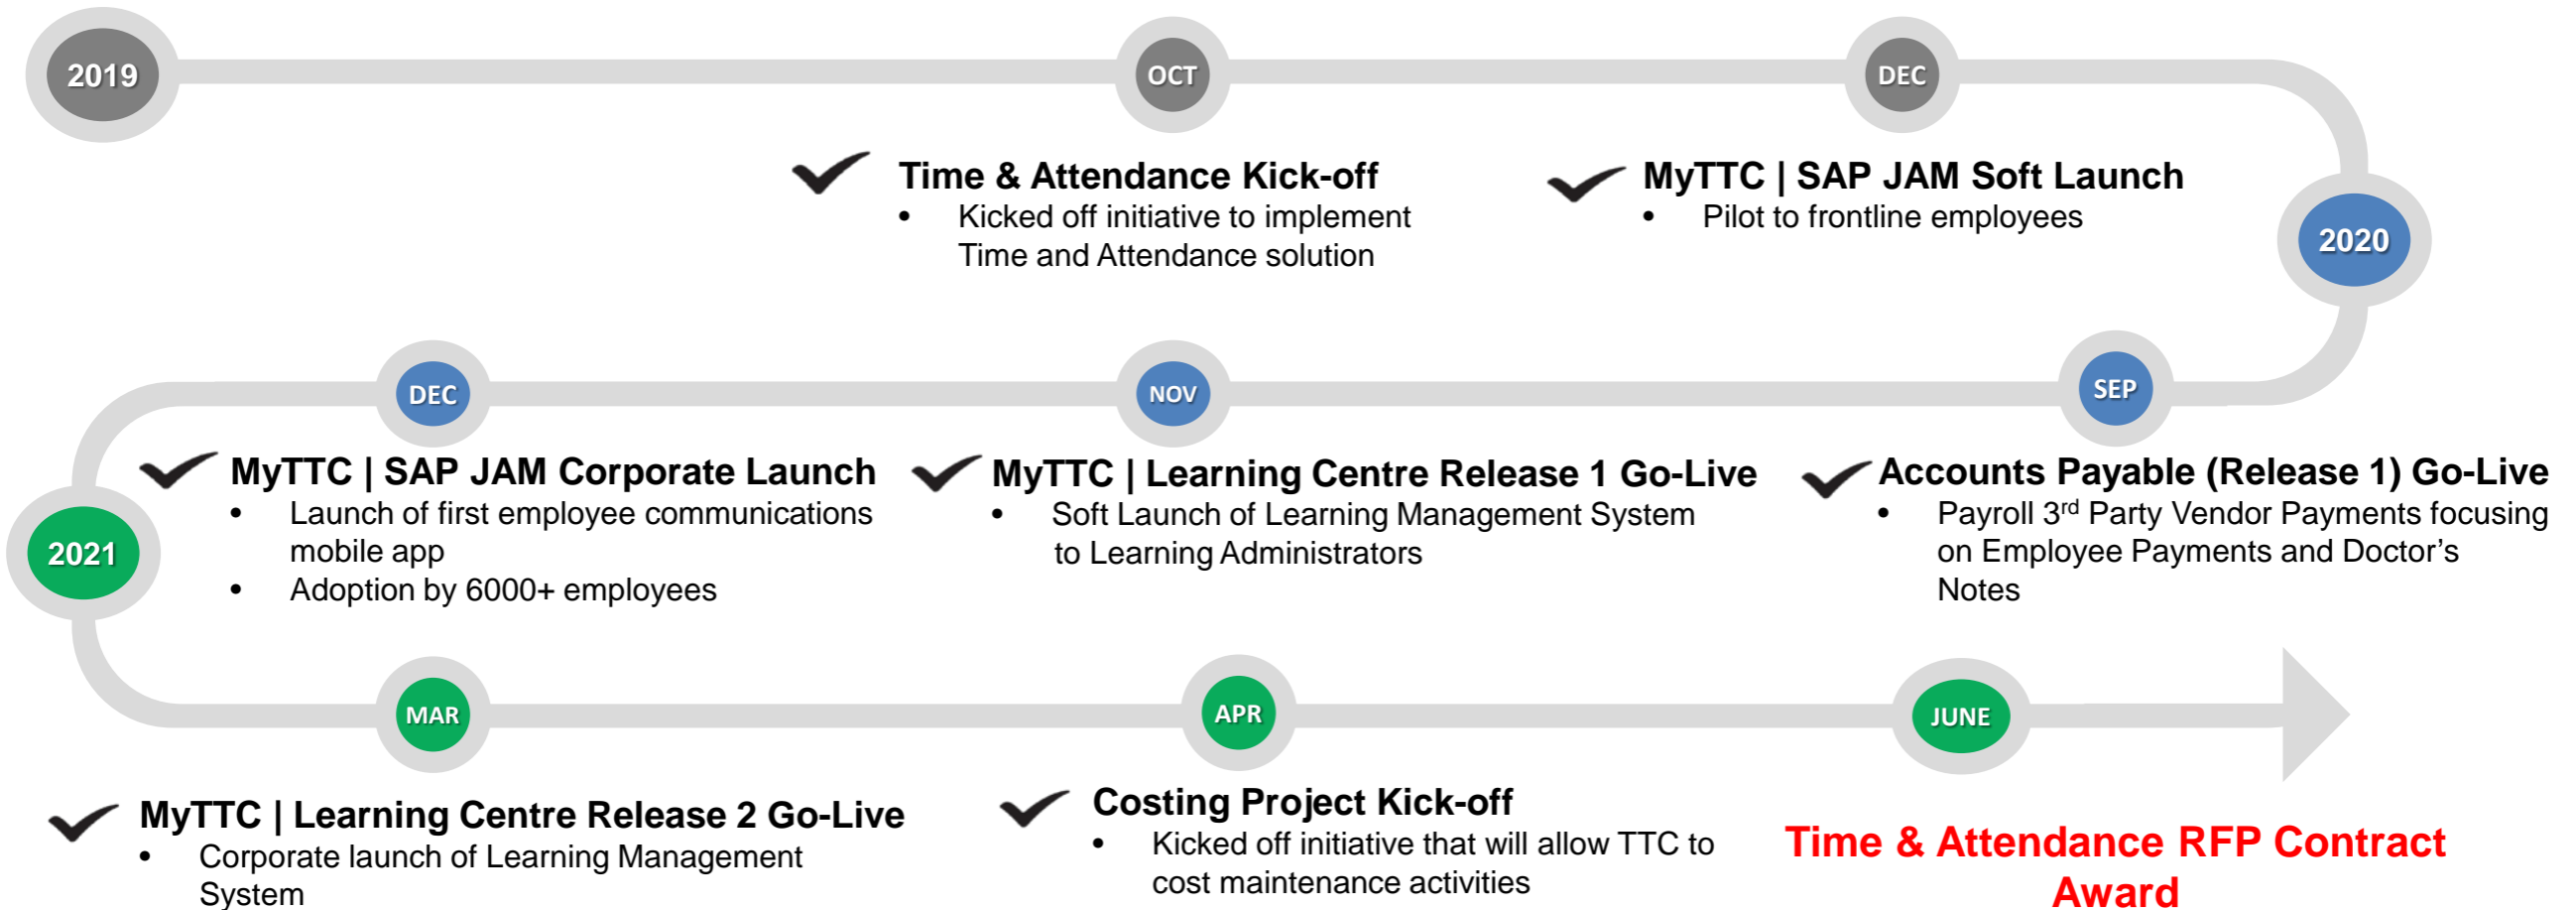 2019
OCT
DEC
Time & Attendance Kick-off
• Kicked off initiative to implement
Time and Attendance solution
MyTTC | SAP JAM Soft Launch
• Pilot to frontline employees
2020
SEP
NOV
DEC
Accounts Payable (Release 1) Go-Live
• Payroll 3rd Party Vendor Payments focusing
on Employee Payments and Doctor’s
Notes
MyTTC | Learning Centre Release 1 Go-Live
• Soft Launch of Learning Management System
to Learning Administrators
MyTTC | SAP JAM Corporate Launch
• Launch of first employee communications
mobile app
• Adoption by 6000+ employees
2021
MAR
APR
JUNE
MyTTC | Learning Centre Release 2 Go-Live
• Corporate launch of Learning Management
System
Costing Project Kick-off
• Kicked off initiative that will allow TTC to
cost maintenance activities
Time & Attendance RFP Contract
Award